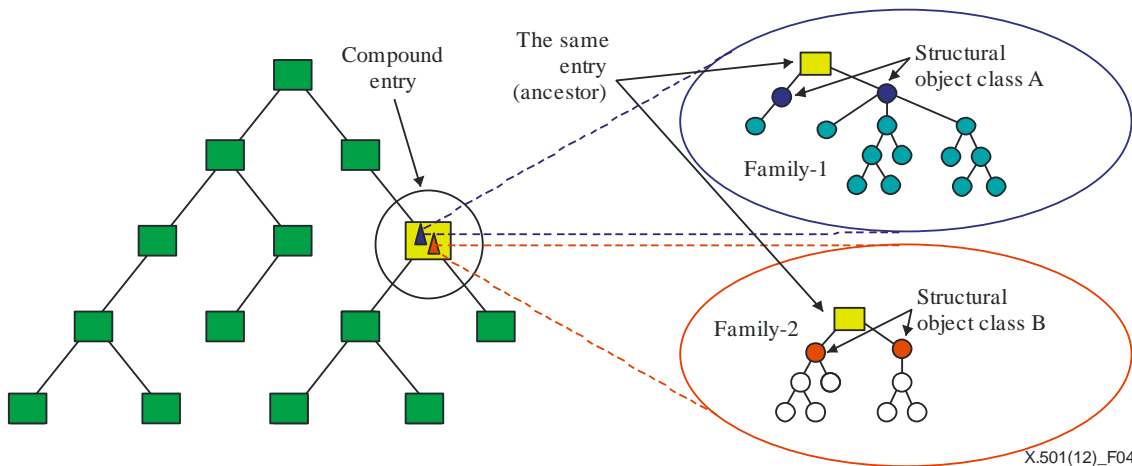 Compound
entry
The same
entry
(ancestor)
Structural
object class A
Family-1
Structural
object class B
Family-2
X.501(12)_F04